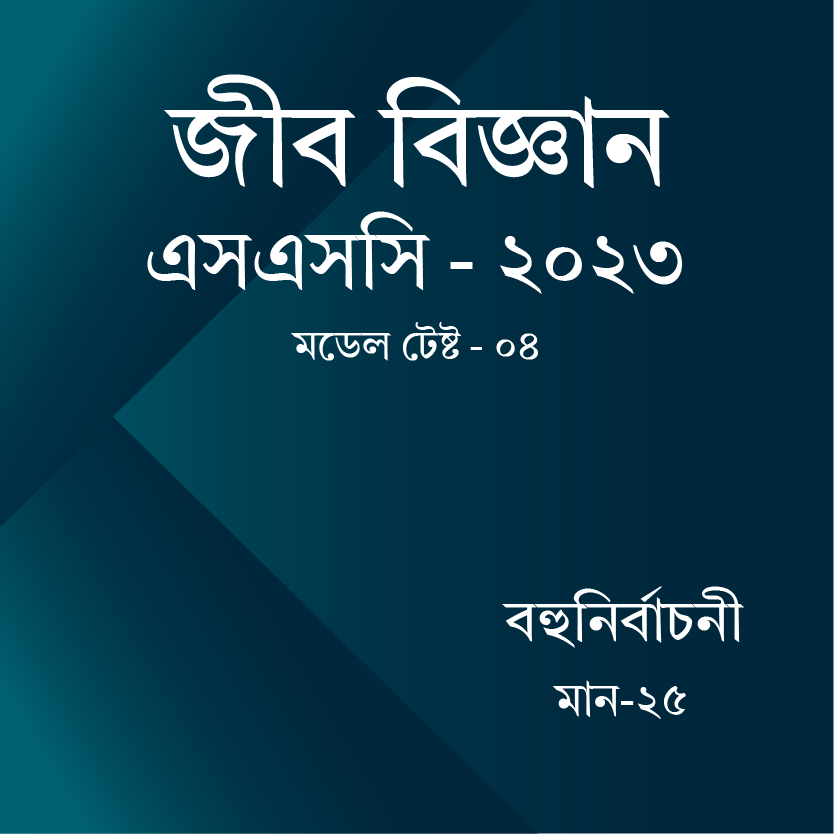 জীব বিজ্ঞান
এসএসসি - ২০২৩
মডেল টেষ্ট - ০৪
বহুনির্বাচনী
মান-২৫